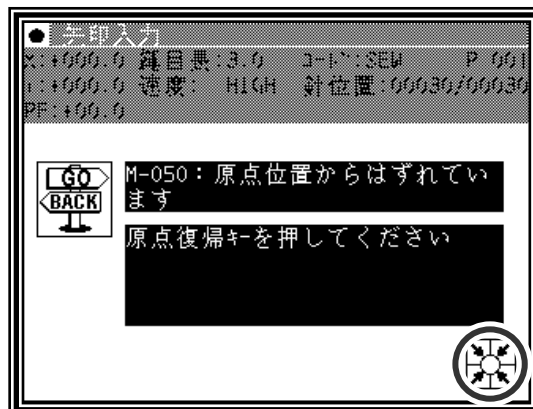 矢印入力
X:+000.0 縫目長:3.0 コード:SEW P 001
Y:+000.0 速度: HIGH 針位置:00030/00030
PF:+00.0
GO
BACK
M-050：原点位置からはずれてい
ます
原点復帰キーを押してください